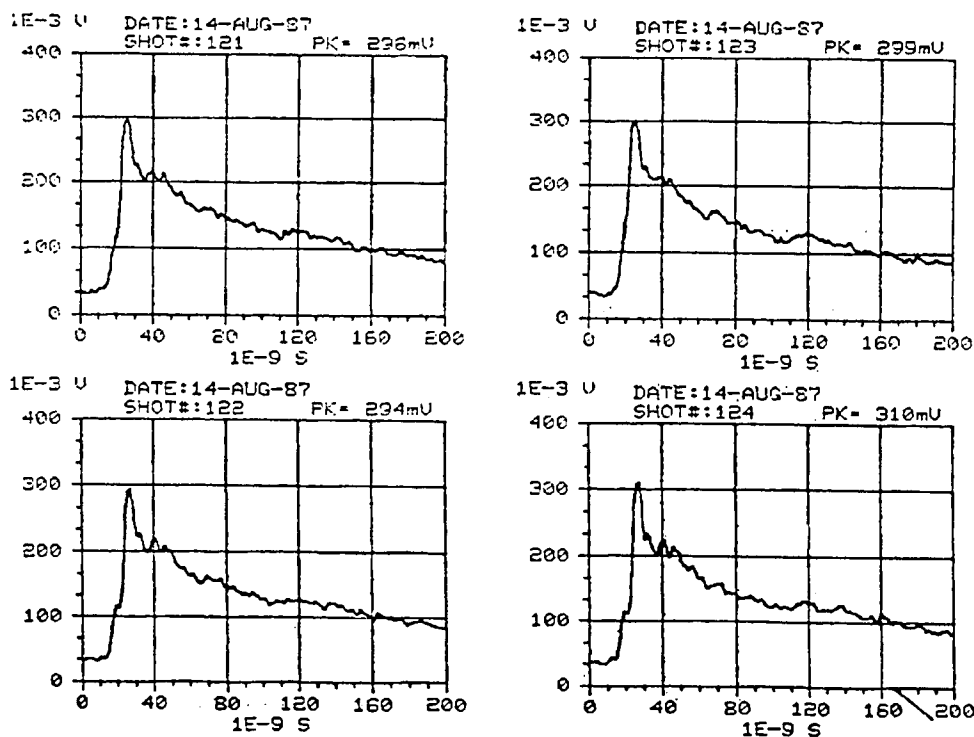 1E-3 V DATE:14-AUG-87
SHOT#:121 PK= 296mV
400
300
200
100
0
0 40 80 120 160 200
1E-9 S
1E-3 V DATE:14-AUG-87
SHOT#:123 PK= 299mV
400
300
200
100
0
0 40 80 120 160 200
1E-9 S
1E-3 V DATE:14-AUG-87
SHOT#:122 PK= 294mV
400
300
200
100
0
0 40 80 120 160 200
1E-9 S
1E-3 V DATE:14-AUG-87
SHOT#:124 PK= 310mV
400
300
200
100
0
0 40 80 120 160 200
1E-9 S